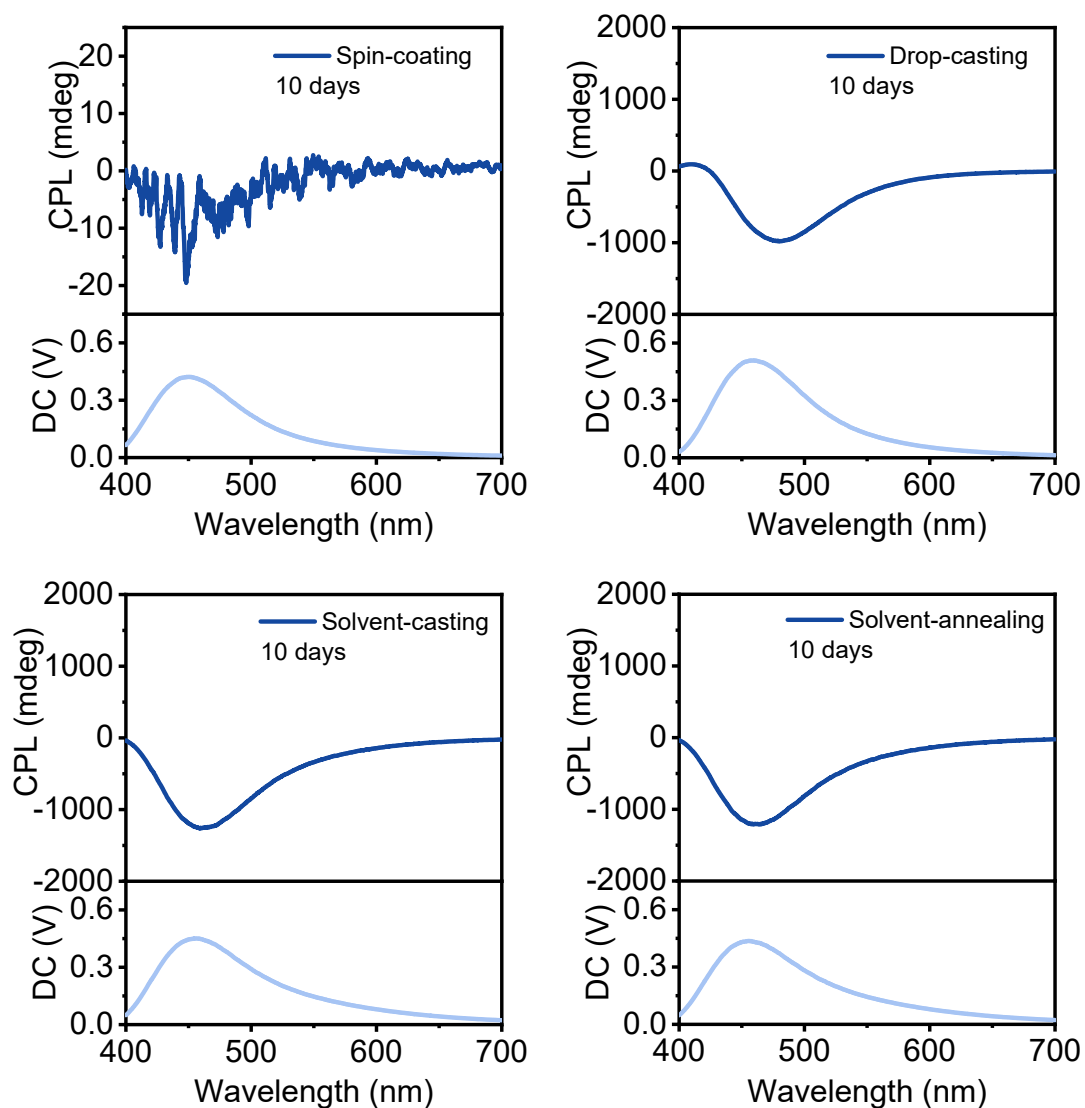 Spin-coating
10 days
CPL (mdeg)
20
10
0
-10
-20
DC (V)
0.6
0.3
0.0
400
500
600
700
Wavelength (nm)
Drop-casting
10 days
CPL (mdeg)
2000
1000
0
-1000
-2000
DC (V)
0.6
0.3
0.0
400
500
600
700
Wavelength (nm)
Solvent-casting
10 days
CPL (mdeg)
2000
1000
0
-1000
-2000
DC (V)
0.6
0.3
0.0
400
500
600
700
Wavelength (nm)
Solvent-annealing
10 days
CPL (mdeg)
2000
1000
0
-1000
-2000
DC (V)
0.6
0.3
0.0
400
500
600
700
Wavelength (nm)